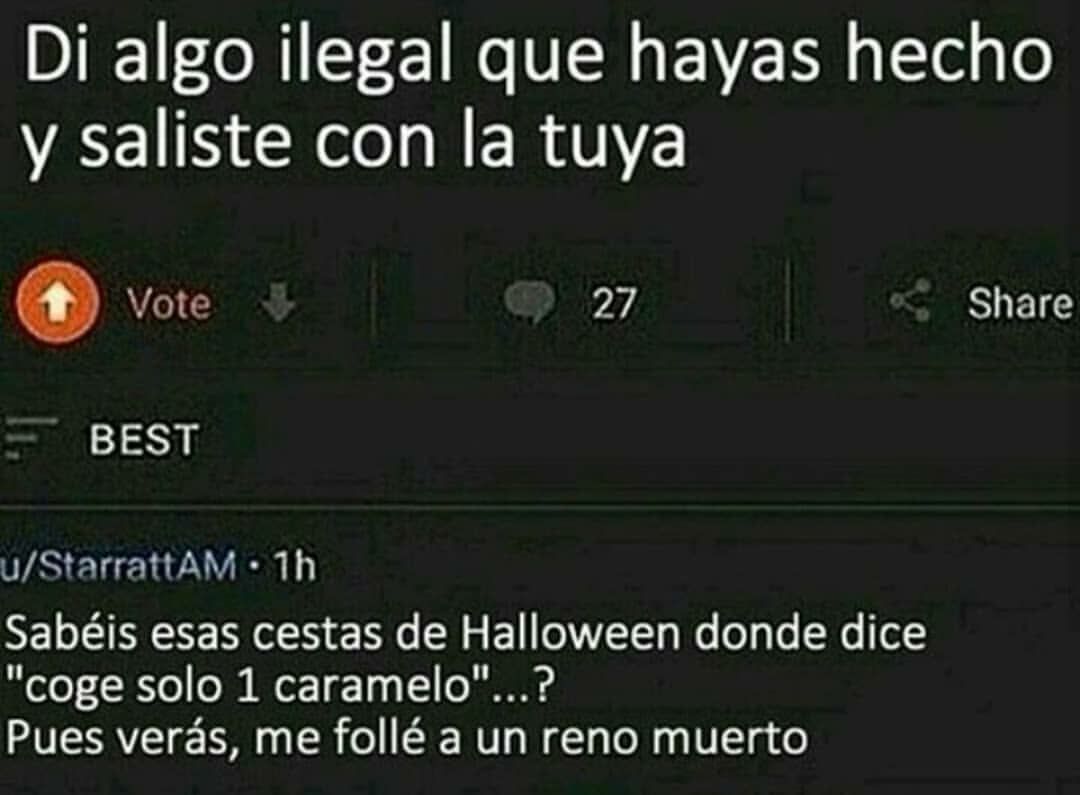 Di algo ilegal que hayas hecho
y saliste con la tuya
Vote 27 Share
BEST
u/StarrattAM • 1h
Sabéis esas cestas de Halloween donde dice
"coge solo 1 caramelo"...?
Pues verás, me follé a un reno muerto